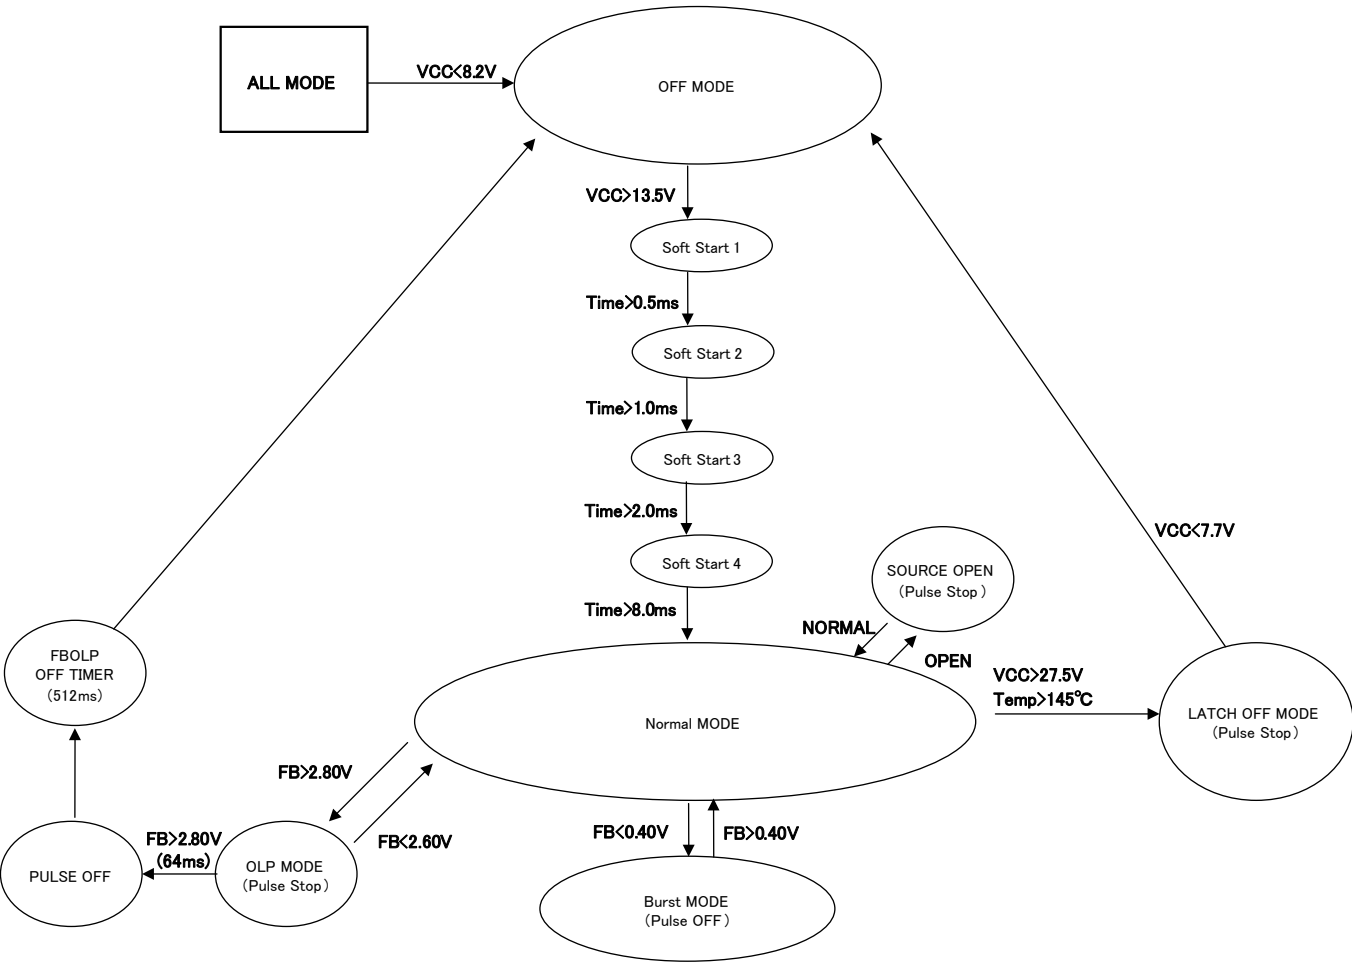 ALL MODE
VCC<8.2V
OFF MODE
VCC>13.5V
Soft Start 1
Time>0.5ms
Soft Start 2
Time>1.0ms
Soft Start 3
Time>2.0ms
Soft Start 4
Time>8.0ms
VCC<7.7V
SOURCE OPEN
(Pulse Stop)
NORMAL
OPEN
FBOLP
OFF TIMER
(512ms)
VCC>27.5V
Temp>145℃
LATCH OFF MODE
(Pulse Stop)
Normal MODE
FB>2.80V
FB<2.60V
FB<0.40V
FB>0.40V
FB>2.80V
(64ms)
PULSE OFF
OLP MODE
(Pulse Stop)
Burst MODE
(Pulse OFF)